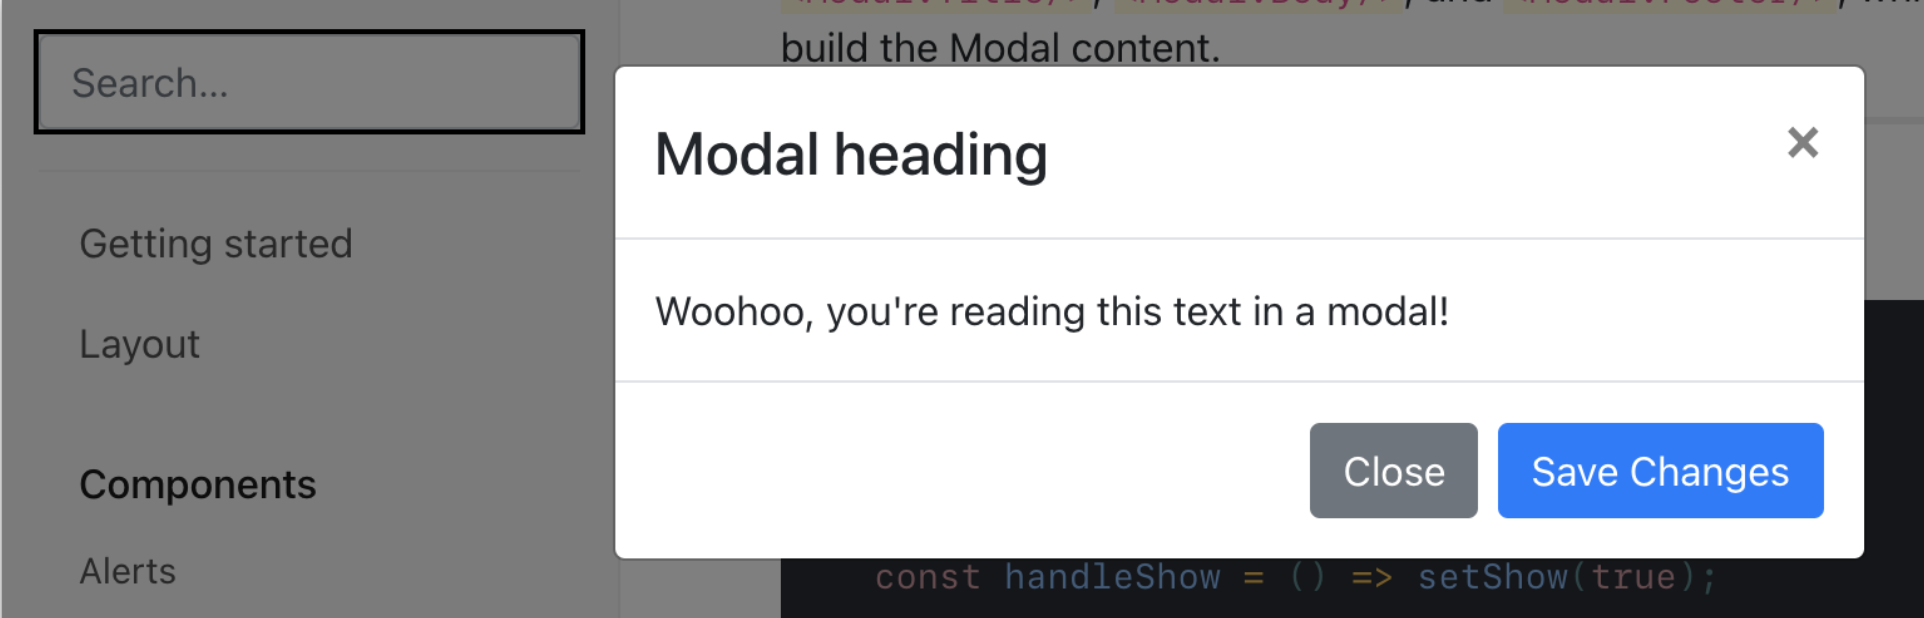 Search...
Getting started
Layout
Components
Alerts
build the Modal content.
Modal heading
×
Woohoo, you're reading this text in a modal!
Close
Save Changes
const handleShow = () => setShow(true);